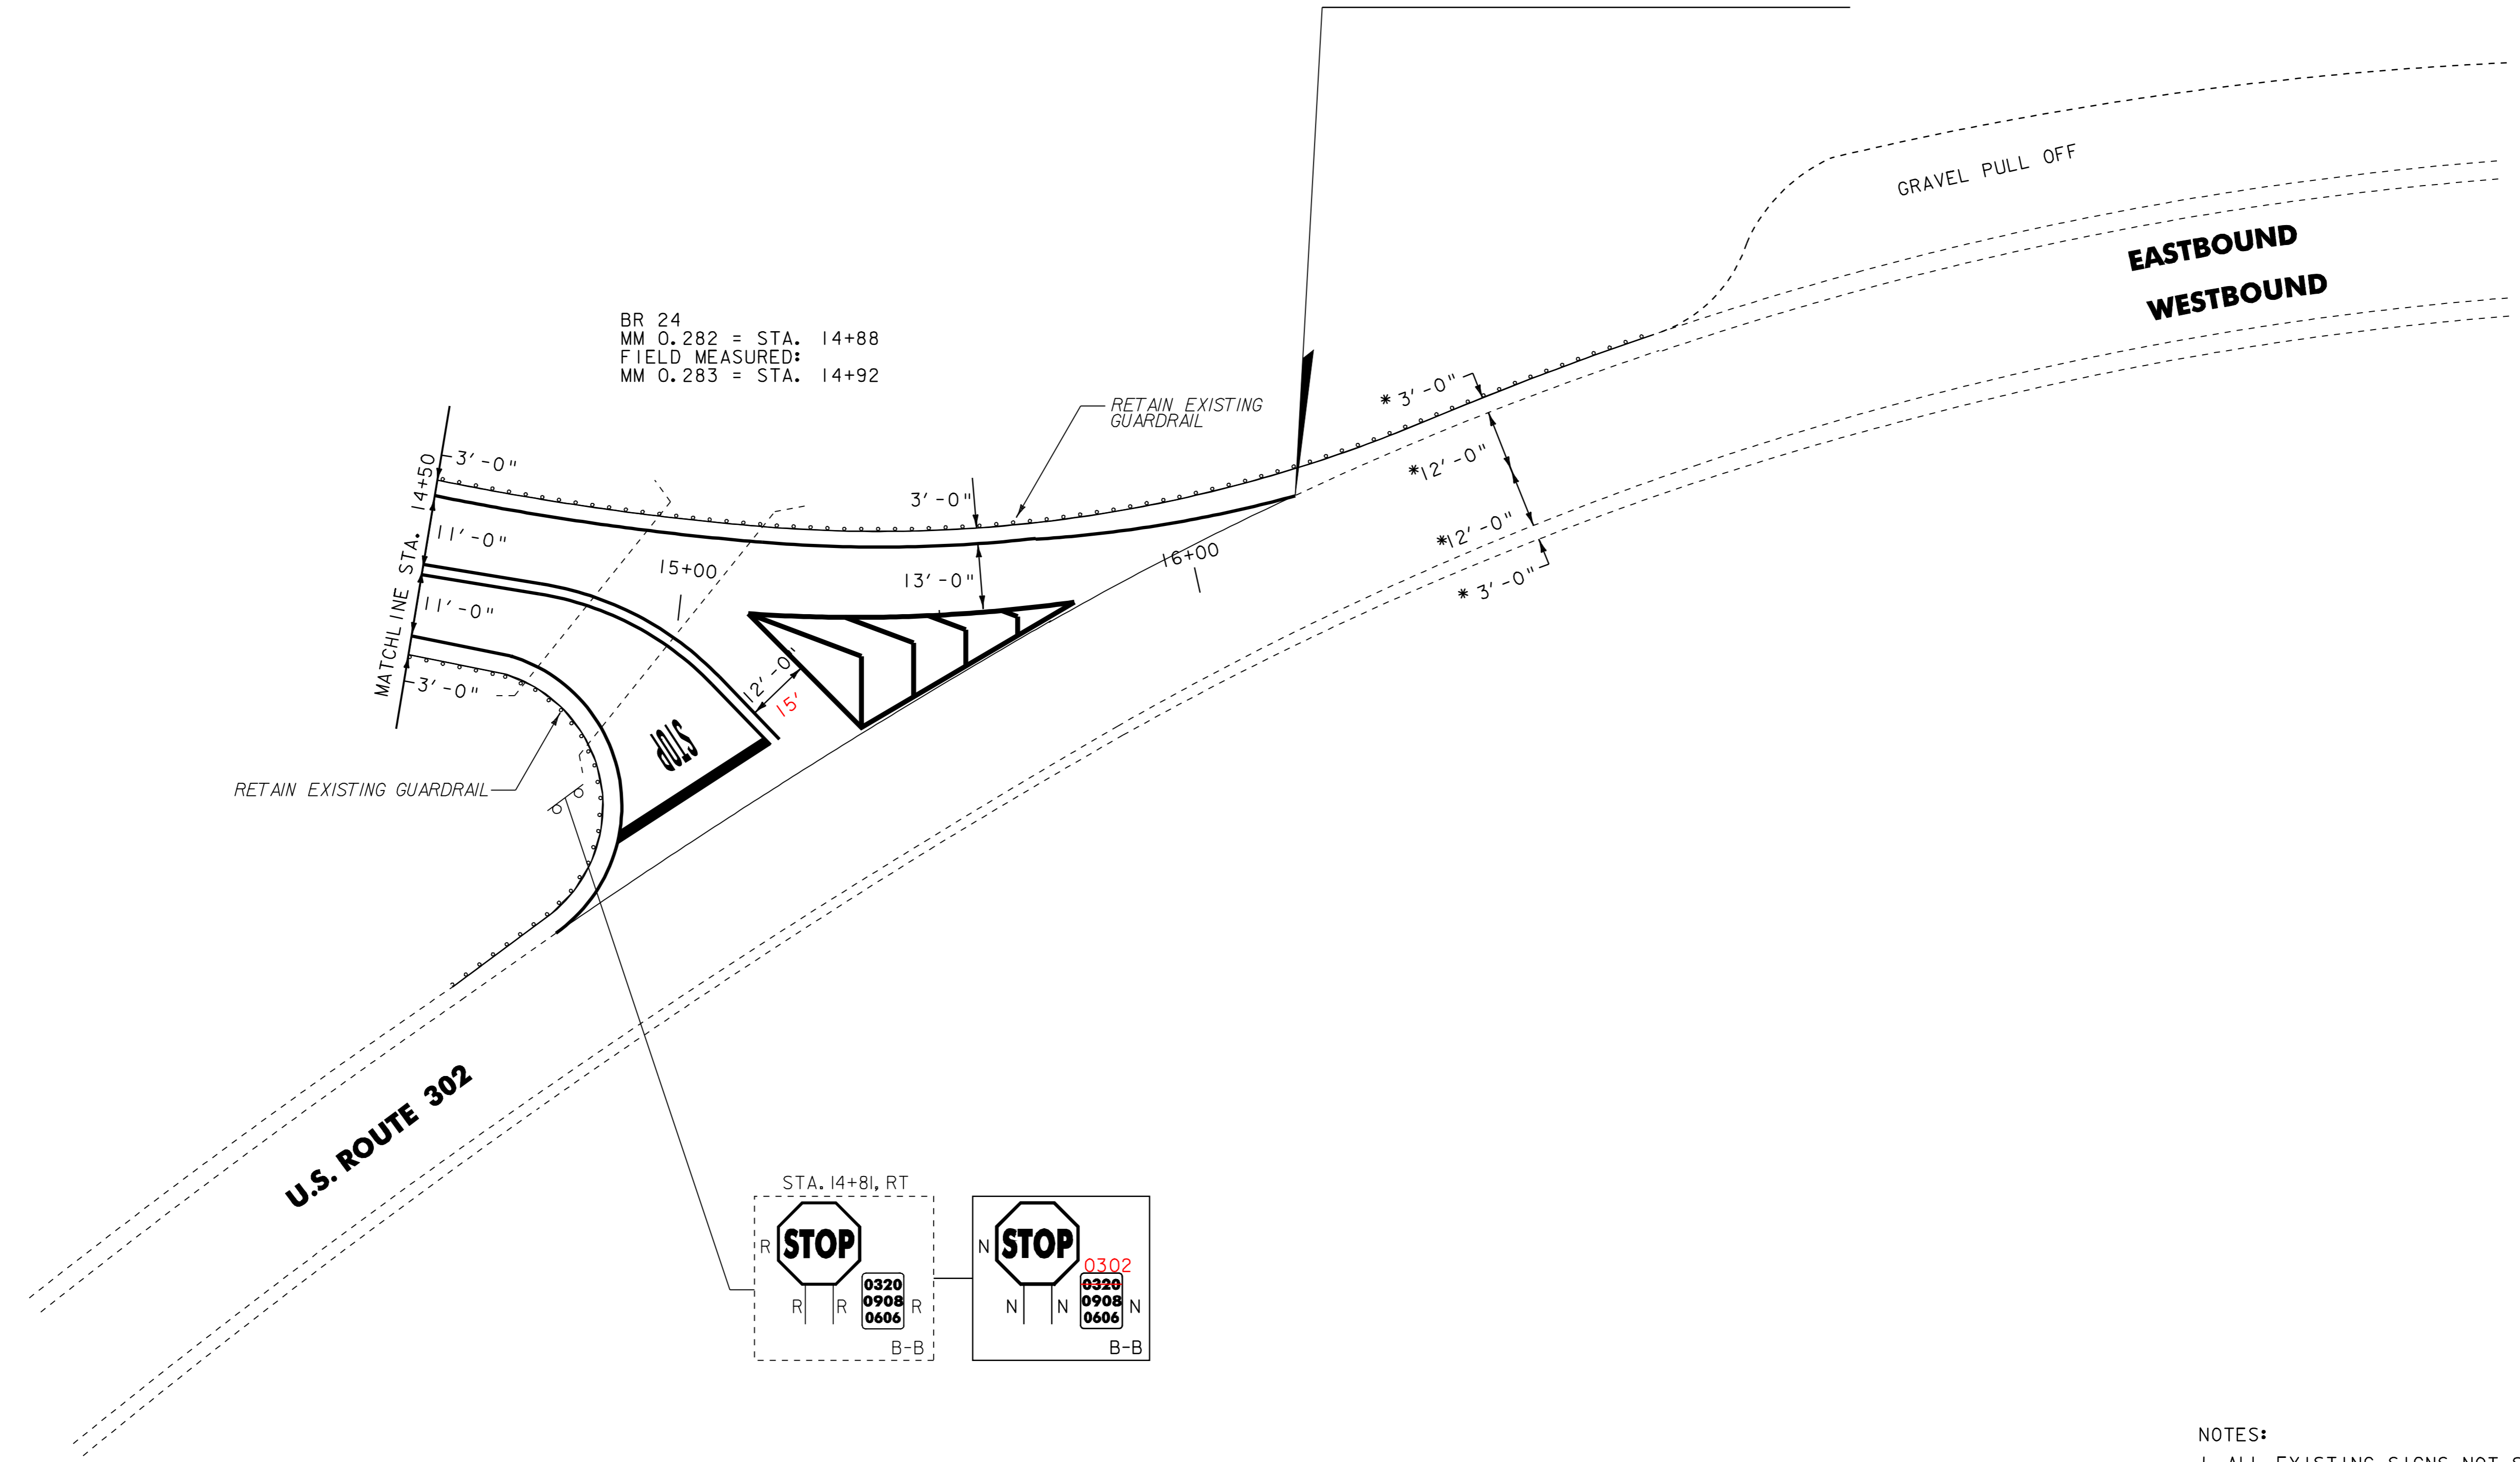 GRAVEL PULL OFF
EASTBOUND
WESTBOUND
BR 24
MM 0.282 = STA. 14+88
FIELD MEASURED:
MM 0.283 = STA. 14+92
RETAIN EXISTING
GUARDRAIL
* 3'-0"
*12'-0"
*12'-0"
* 3'-0"
MATCHLINE STA. 14+50
3'-0"
11'-0"
11'-0"
3'-0"
15+00
3'-0"
13'-0"
16+00
12'-0'
15'
STOP
RETAIN EXISTING GUARDRAIL
U.S. ROUTE 302
STA. 14+81, RT
R
STOP
R
R
0320
0908
0606
R
B-B
N
STOP
0302
N
N
0320
0908
0606
N
B-B
NOTES: